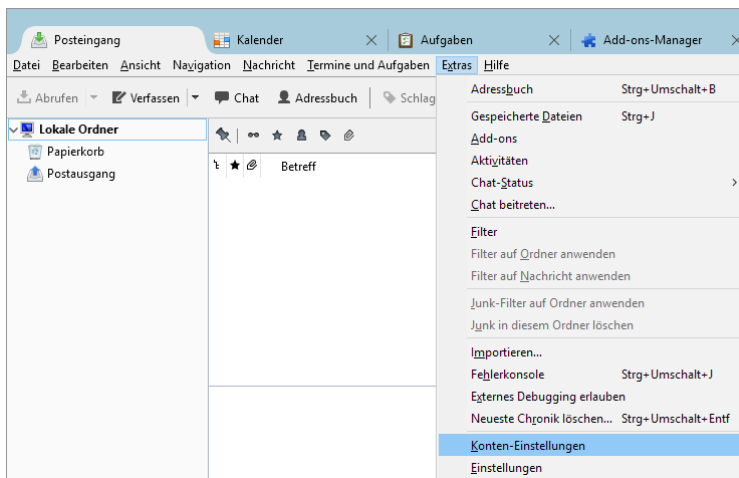 Posteingang Kalender Aufgaben Add-ons-Manager
Datei Bearbeiten Ansicht Navigation Nachricht Termine und Aufgaben Extras Hilfe
Abrufen Verfassen Chat Adressbuch Schlag
Lokale Ordner
Papierkorb
Postausgang
Betreff
Adressbuch Strg+Umschalt+B
Gespeicherte Dateien Strg+J
Add-ons
Aktivitäten
Chat-Status
Chat beitreten...
Filter
Filter auf Ordner anwenden
Filter auf Nachricht anwenden
Junk-Filter auf Ordner anwenden
Junk in diesem Ordner löschen
Importieren...
Fehlerkonsole Strg+Umschalt+J
Externes Debugging erlauben
Neueste Chronik löschen... Strg+Umschalt+Entf
Konten-Einstellungen
Einstellungen